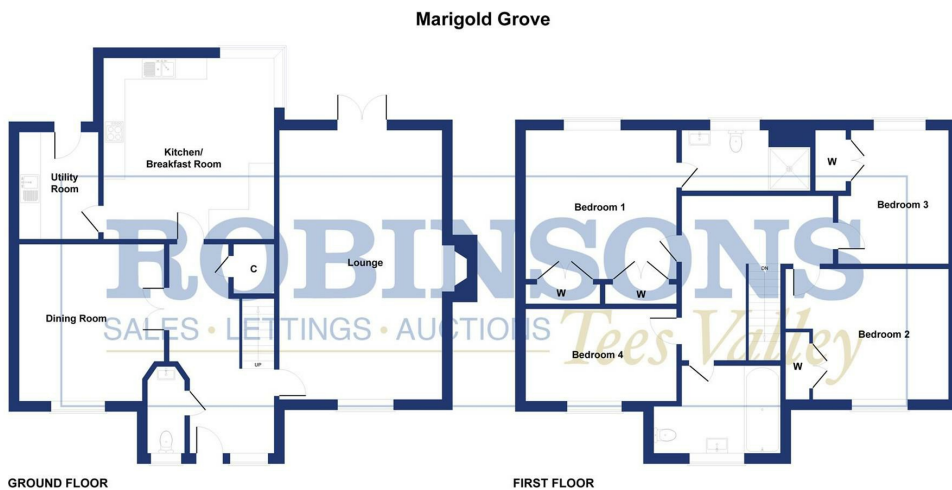 Marigold Grove
Kitchen/
Breakfast Room
Utility
Room
Dining Room
C
Lounge
UP
GROUND FLOOR
Bedroom 1
W
W
W
Bedroom 3
DN
Bedroom 4
W
Bedroom 2
FIRST FLOOR
ROBINSONS
SALES · LETTINGS · AUCTIONS
Tees Valley